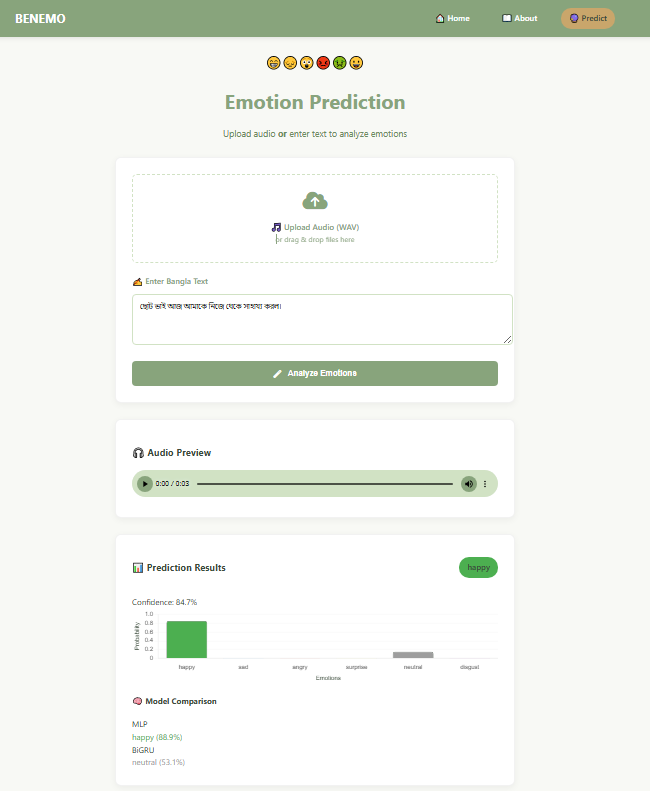 BENEMO
Home
About
Predict
Emotion Prediction
Upload audio or enter text to analyze emotions
Upload Audio (WAV)
or drag & drop files here
Enter Bangla Text
ছোট ভাই আজ আমাকে নিজে থেকে সাহায্য করল।
Analyze Emotions
Audio Preview
0:00 / 0:03
Prediction Results
happy
Confidence: 84.7%
1.0
0.8
0.6
0.4
0.2
0
Probability
happy
sad
angry
surprise
neutral
disgust
Emotions
Model Comparison
MLP
happy (88.9%)
BiGRU
neutral (53.1%)